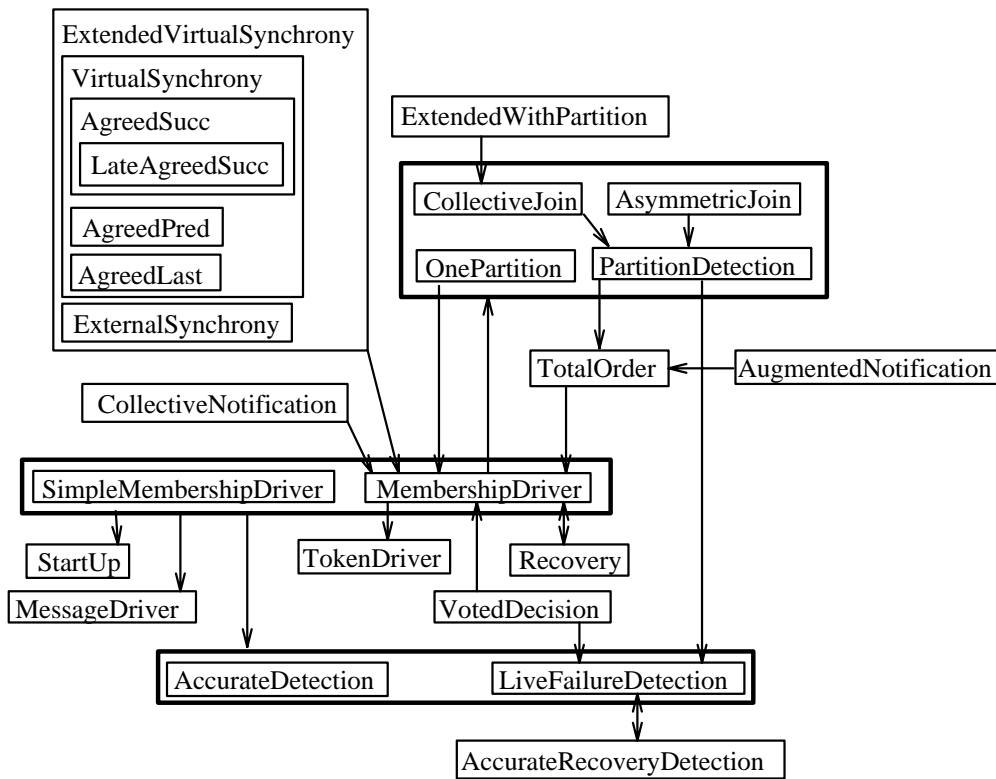 ExtendedVirtualSynchrony
VirtualSynchrony
AgreedSucc
LateAgreedSucc
AgreedPred
AgreedLast
ExternalSynchrony
ExtendedWithPartition
CollectiveJoin
AsymmetricJoin
OnePartition
PartitionDetection
TotalOrder
AugmentedNotification
CollectiveNotification
SimpleMembershipDriver
MembershipDriver
StartUp
TokenDriver
Recovery
MessageDriver
VotedDecision
AccurateDetection
LiveFailureDetection
AccurateRecoveryDetection